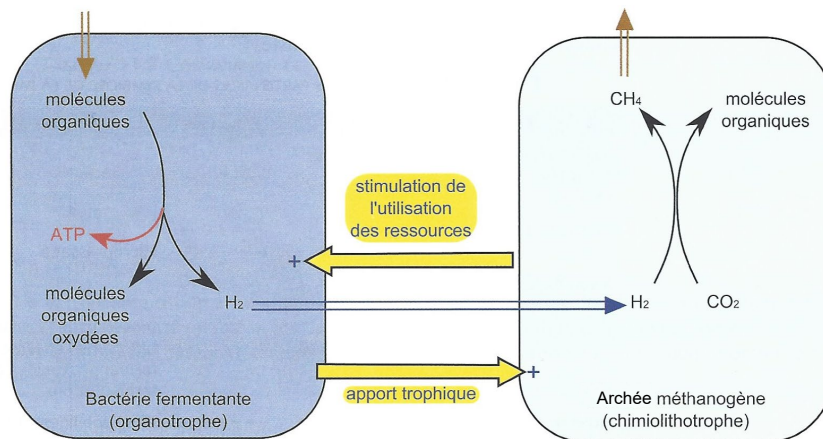 molécules
organiques
ATP
molécules
organiques
oxydées
H₂
Bactérie fermentante
(organotrophe)
stimulation de
l'utilisation
des ressources
+
apport trophique
+
CH₄
molécules
organiques
H₂
CO₂
Archée méthanogène
(chimiolithotrophe)